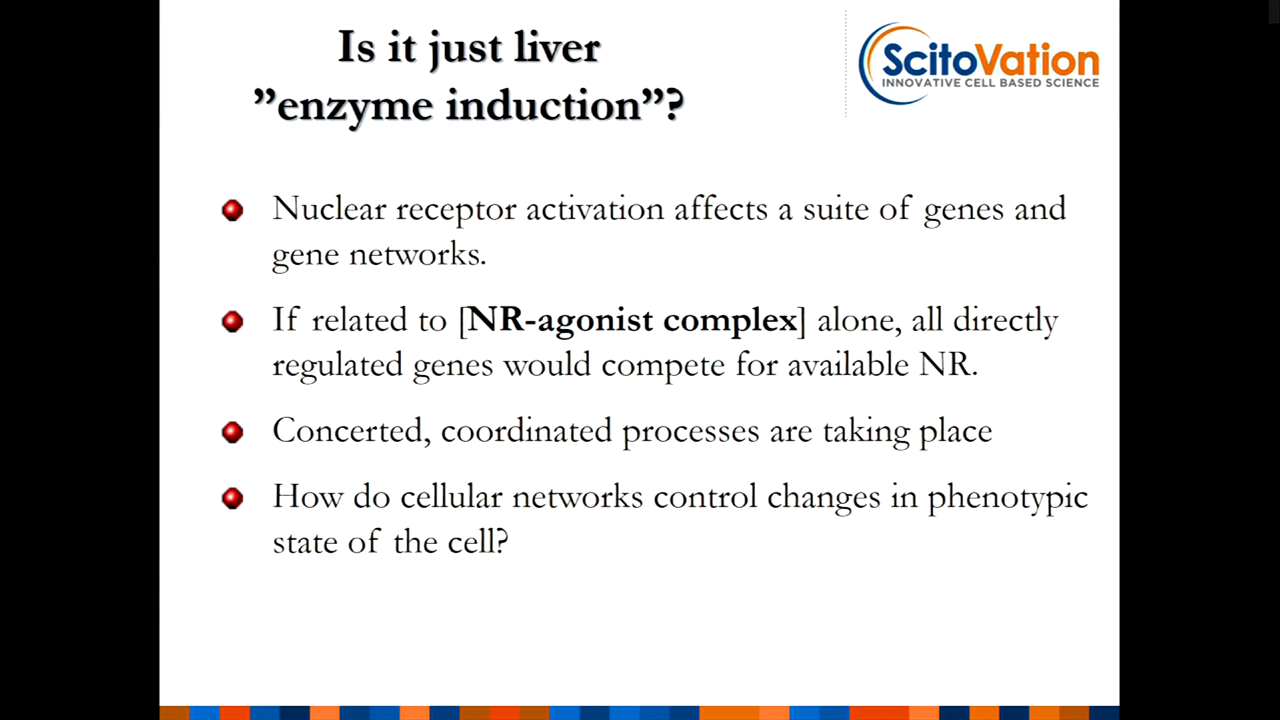 Is it just liver
”enzyme induction”?
ScitoVation
INNOVATIVE CELL BASED SCIENCE
Nuclear receptor activation affects a suite of genes and
gene networks.
If related to [NR-agonist complex] alone, all directly
regulated genes would compete for available NR.
Concerted, coordinated processes are taking place
How do cellular networks control changes in phenotypic
state of the cell?